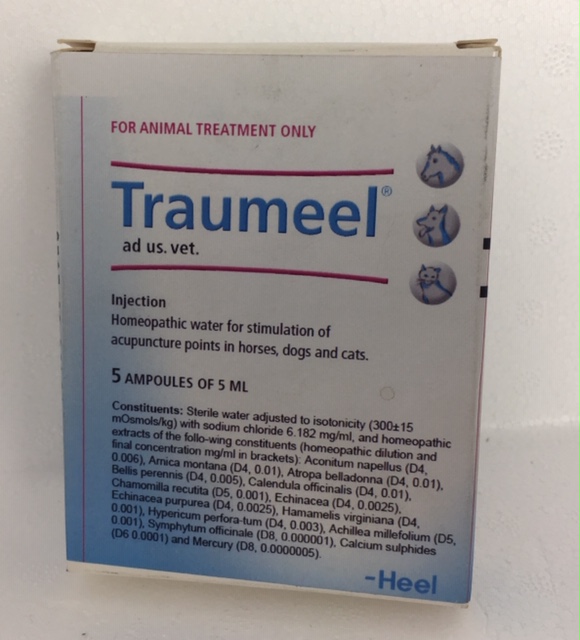 FOR ANIMAL TREATMENT ONLY
Traumeel®
ad us. vet.
Injection
Homeopathic water for stimulation of
acupuncture points in horses, dogs and cats.
5 AMPOULES OF 5 ML
Constituents: Sterile water adjusted to isotonicity (300±15
mOsmols/kg) with sodium chloride 6.182 mg/ml, and homeopathic
extracts of the follo-wing constituents (homeopathic dilution and
final concentration mg/ml in brackets): Aconitum napellus (D4,
0.006), Arnica montana (D4, 0.01), Atropa belladonna (D4, 0.01),
Bellis perennis (D4, 0.005), Calendula officinalis (D4, 0.01),
Chamomilla recutita (D5, 0.001), Echinacea (D4, 0.0025),
Echinacea purpurea (D4, 0.0025), Hamamelis virginiana (D4,
0.001), Hypericum perfora-tum (D4, 0.003), Achillea millefolium (D5,
0.001), Symphytum officinale (D8, 0.000001), Calcium sulphides
(D6 0.0001) and Mercury (D8, 0.0000005).
-Heel